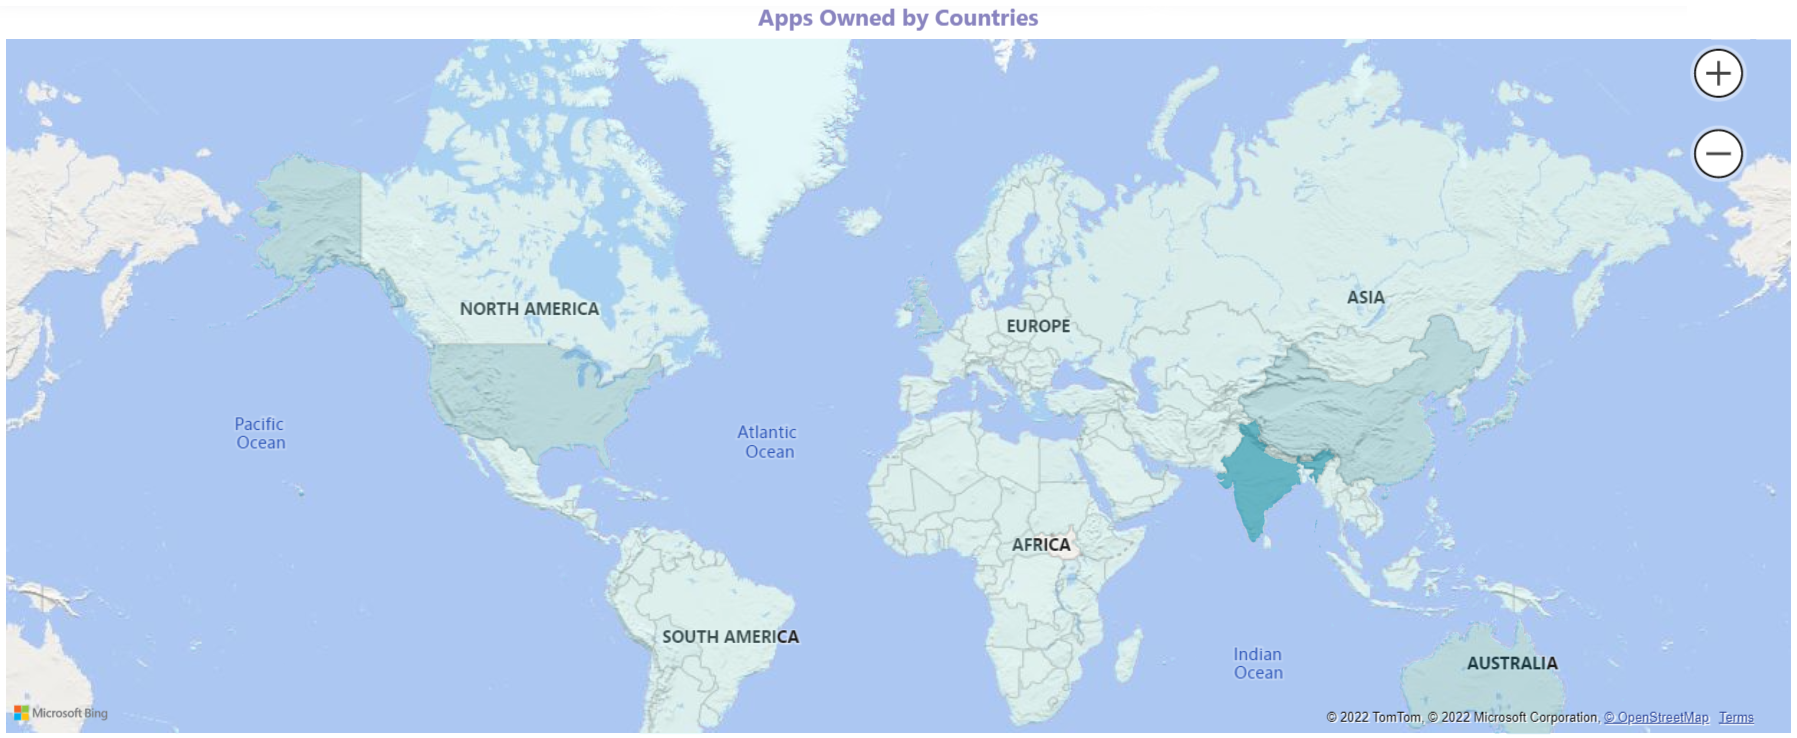 Apps Owned by Countries
+
−
NORTH AMERICA
ASIA
EUROPE
Pacific
Ocean
Atlantic
Ocean
AFRICA
SOUTH AMERICA
Indian
Ocean
AUSTRALIA
Microsoft Bing
© 2022 TomTom, © 2022 Microsoft Corporation, © OpenStreetMap Terms